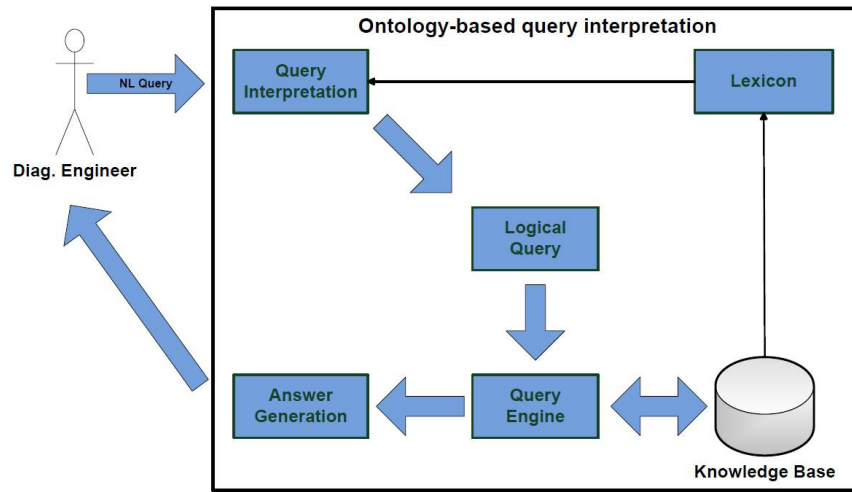 Ontology-based query interpretation
NL Query
Query
Interpretation
Lexicon
Diag. Engineer
Logical
Query
Answer
Generation
Query
Engine
Knowledge Base